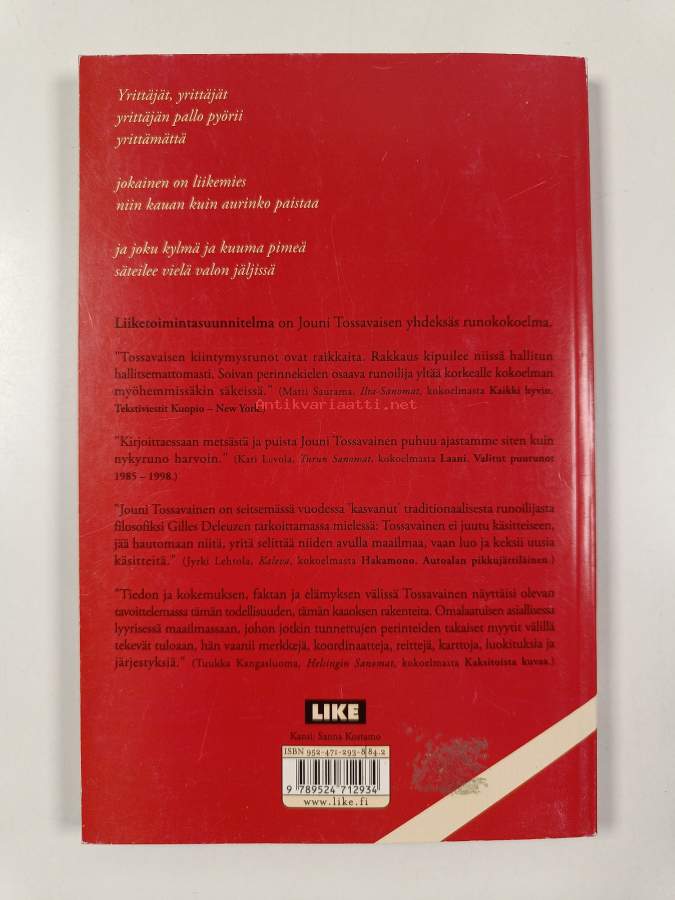 Yrittäjät, yrittäjät
yrittäjän pallo pyörii
yrittämättä
jokainen on liikemies
niin kauan kuin aurinko paistaa
ja joku kylmä ja kuuma pimeä
säteilee vielä valon jäljissä
Liiketoimintasuunnitelma on Jouni Tossavaisen yhdeksäs runokokoelma.
"Tossavaisen kiintymysrunot ovat raikkaita. Rakkaus kipuilee niissä hallitun
hallitsemattomasti. Soivan perinnekielen osaava runoilija yltää korkealle kokoelman
myöhemmissäkin säkeissä." (Matti Saurama, Ilta-Sanomat, kokoelmasta Kaikki hyvin.
Tekstiviestit Kuopio – New York.)
Antikvariaatti.net
"Kirjoittaessaan metsästä ja puista Jouni Tossavainen puhuu ajastamme siten kuin
nykyruno harvoin." (Kari Levola, Turun Sanomat, kokoelmasta Laani. Valitut puurunot
1985 – 1998.)
"Jouni Tossavainen on seitsemässä vuodessa 'kasvanut' traditionaalisesta runoilijasta
filosofiksi Gilles Deleuzen tarkoittamassa mielessä: Tossavainen ei juutu käsitteiseen,
jää hautomaan niitä, yritä selittää niiden avulla maailmaa, vaan luo ja keksii uusia
käsitteitä." (Jyrki Lehtola, Kaleva, kokoelmasta Hakamono. Autoalan pikkujättiläinen.)
"Tiedon ja kokemuksen, faktan ja elämyksen välissä Tossavainen näyttäisi olevan
tavoittelemassa tämän todellisuuden, tämän kaaoksen rakenteita. Omalaatuisen asiallisessa
lyyrisessä maailmassaan, johon jotkin tunnettujen perinteiden takaiset myytit välillä
tekevät tuloaan, hän vaanii merkkejä, koordinaatteja, reittejä, karttoja, luokituksia ja
järjestyksiä." (Tuukka Kangasluoma, Helsingin Sanomat, kokoelmasta Kaksitoista kuvaa.)
LIKE
Kansi: Sanna Kostamo
ISBN 952-471-293-8 84.2
9 789524 712934
www.like.fi